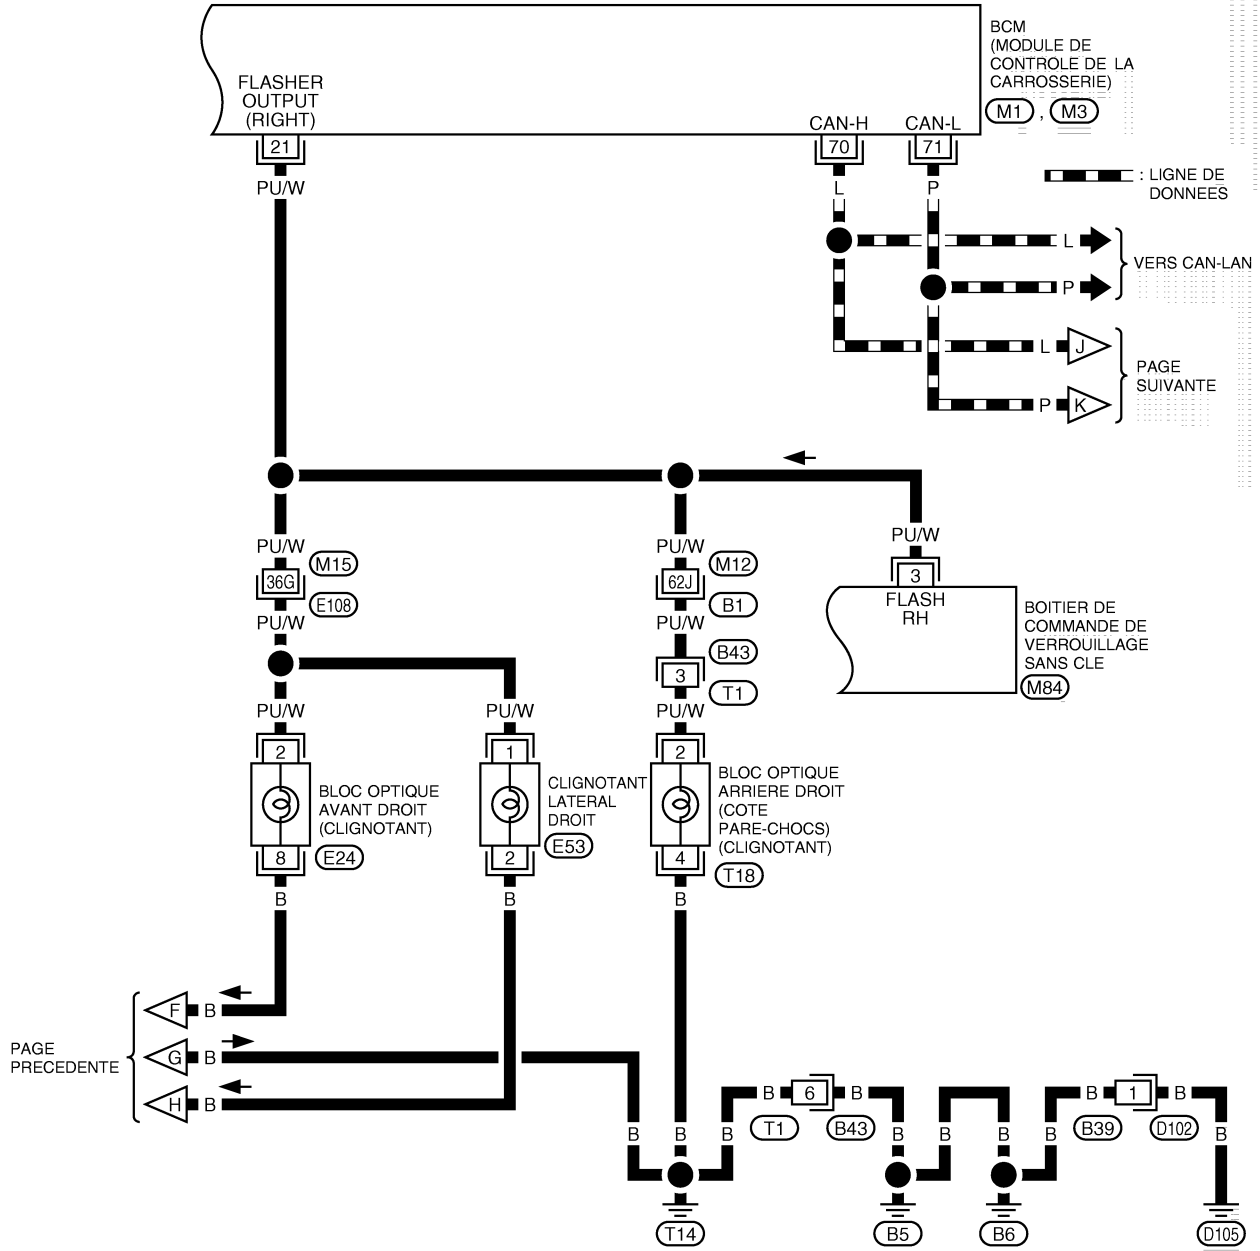 BCM
(MODULE DE
CONTROLE DE LA
CARROSSERIE)
M1 , M3
FLASHER
OUTPUT
(RIGHT)
CAN-H CAN-L
21 70 71
PU/W L P
: LIGNE DE
DONNEES
L
P
VERS CAN-LAN
L J
P K
PAGE
SUIVANTE
PU/W PU/W PU/W
M15 M12
36G 62J 3
E108 B1
FLASH
RH
BOITIER DE
COMMANDE DE
VERROUILLAGE
SANS CLE
M84
PU/W PU/W
B43
3
T1
PU/W PU/W PU/W
2 1 2
BLOC OPTIQUE
AVANT DROIT
(CLIGNOTANT)
E24
CLIGNOTANT
LATERAL
DROIT
E53
BLOC OPTIQUE
ARRIERE DROIT
(COTE
PARE-CHOCS)
(CLIGNOTANT)
T18
8 2 4
B B B
PAGE
PRECEDENTE
F B
G B
H B
B 6 B B 1 B
T1 B43 B39 D102
B B B B B B B B
T14 B5 B6 D105